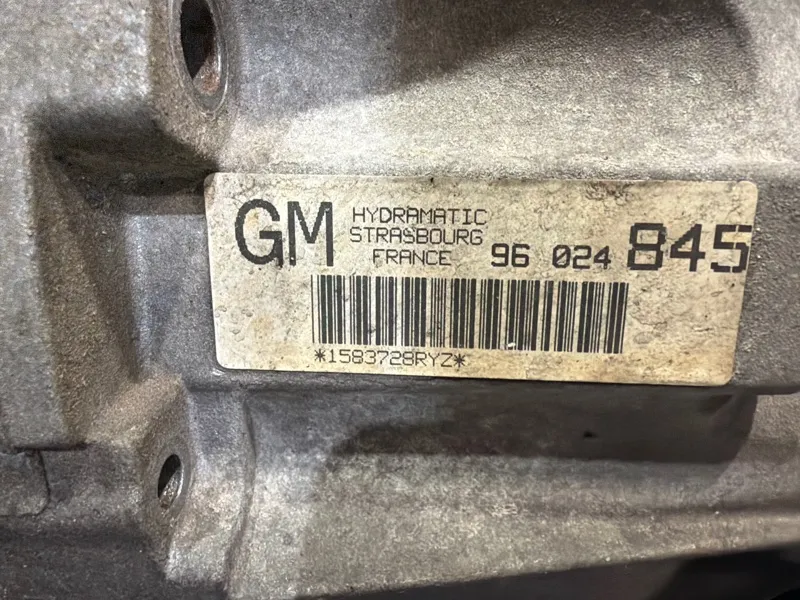 GM HYDRAMATIC
STRASBOURG
FRANCE 96 024 845
*1583728RYZ*